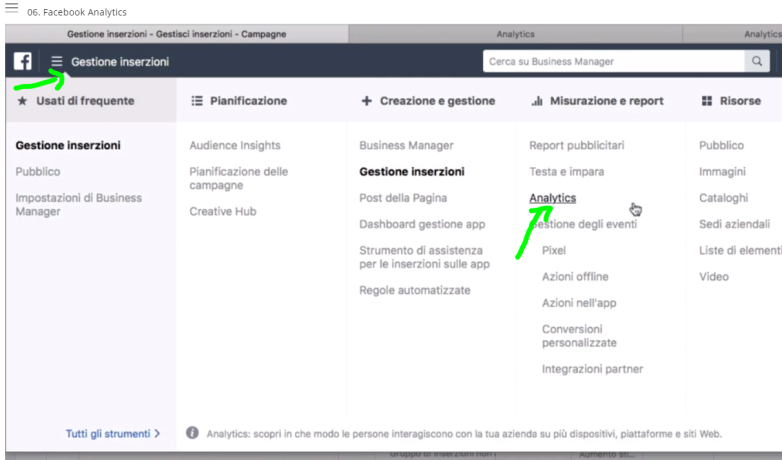 06. Facebook Analytics
Gestione inserzioni - Gestisci inserzioni - Campagne
Analytics
Analytics
f
Gestione inserzioni
Cerca su Business Manager
Usati di frequente
Gestione inserzioni
Pubblico
Impostazioni di Business
Manager
Tutti gli strumenti >
Pianificazione
Audience Insights
Pianificazione delle
campagne
Creative Hub
Creazione e gestione
Business Manager
Gestione inserzioni
Post della Pagina
Dashboard gestione app
Strumento di assistenza
per le inserzioni sulle app
Regole automatizzate
Misurazione e report
Report pubblicitari
Testa e impara
Analytics
Gestione degli eventi
Pixel
Azioni offline
Azioni nell'app
Conversioni
personalizzate
Integrazioni partner
Risorse
Pubblico
Immagini
Cataloghi
Sedi aziendali
Liste di elementi
Video
Analytics: scopri in che modo le persone interagiscono con la tua azienda su più dispositivi, piattaforme e siti Web.